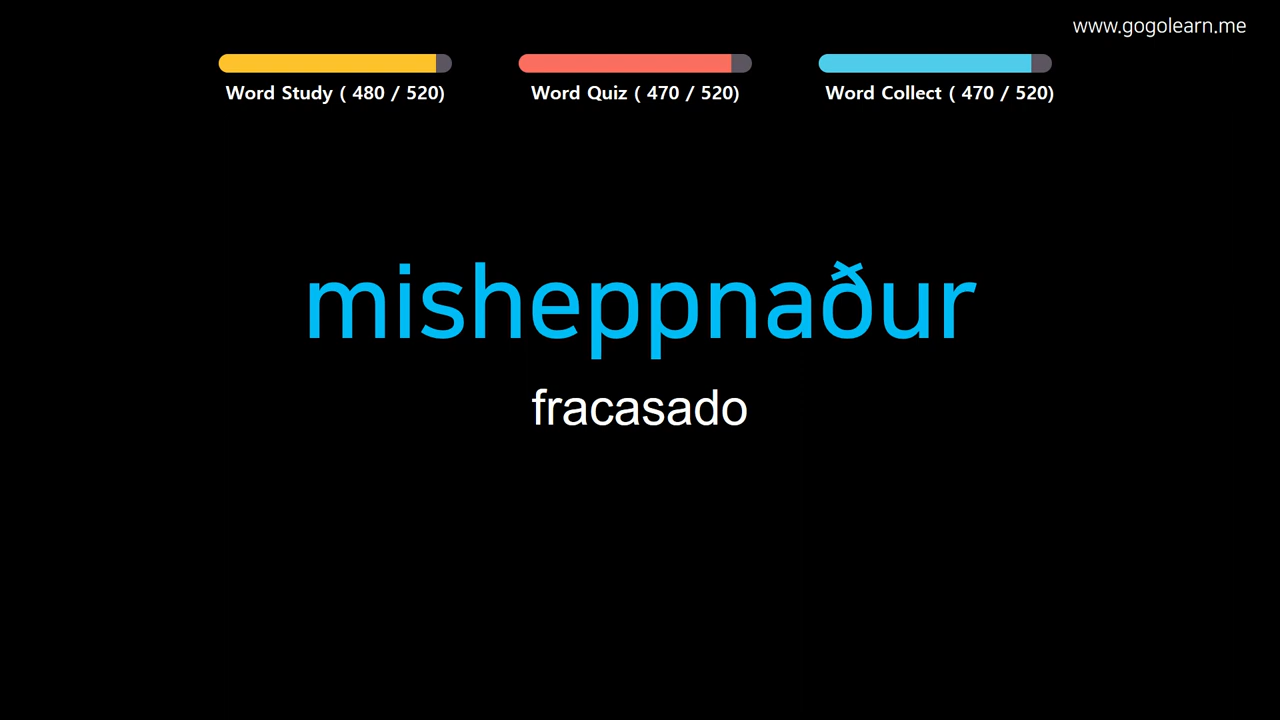 www.gogolearn.me
Word Study ( 480 / 520)
Word Quiz ( 470 / 520)
Word Collect ( 470 / 520)
misheppnaður
fracasado